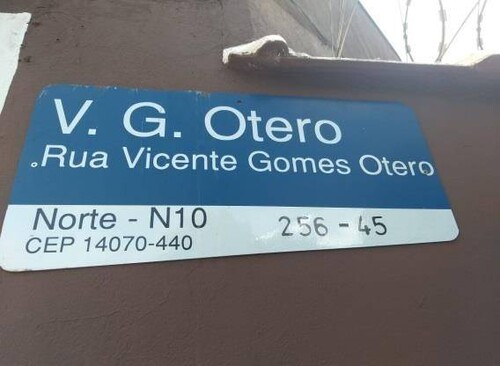 V. G. Otero
Rua Vicente Gomes Otero
Norte - N10
256 - 45
CEP 14070-440